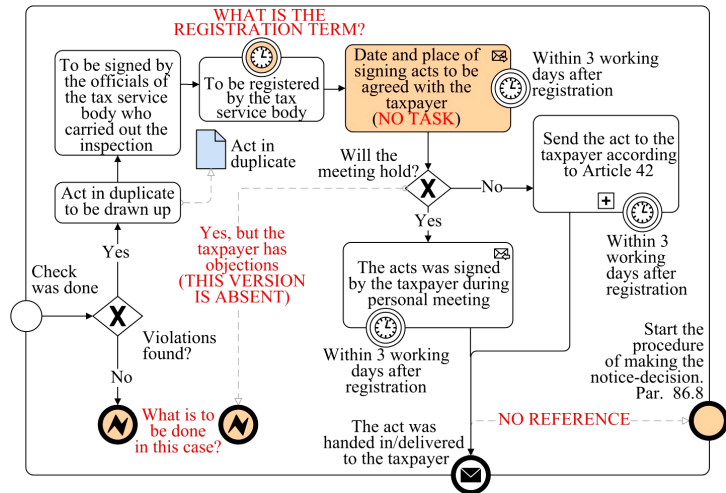 WHAT IS THE
REGISTRATION TERM?
To be signed by
the officials of
the tax service
body who
carried out the
inspection
To be registered
by the tax
service body
Date and place of
signing acts to be
agreed with the
taxpayer
(NO TASK)
Within 3 working
days after
registration
Act in
duplicate
Will the
meeting hold?
X
No
Send the act to the
taxpayer according
to Article 42
Act in duplicate
to be drawn up
Yes
Yes, but the
taxpayer has
objections
(THIS VERSION
IS ABSENT)
Yes
Within 3
working
days after
registration
The acts was signed
by the taxpayer during
personal meeting
Check
was done
X
Violations
found?
Within 3 working
days after
registration
Start the
procedure
of making the
notice-decision.
Par. 86.8
No
What is to
be done
in this case?
The act was
handed in/delivered
to the taxpayer
NO REFERENCE